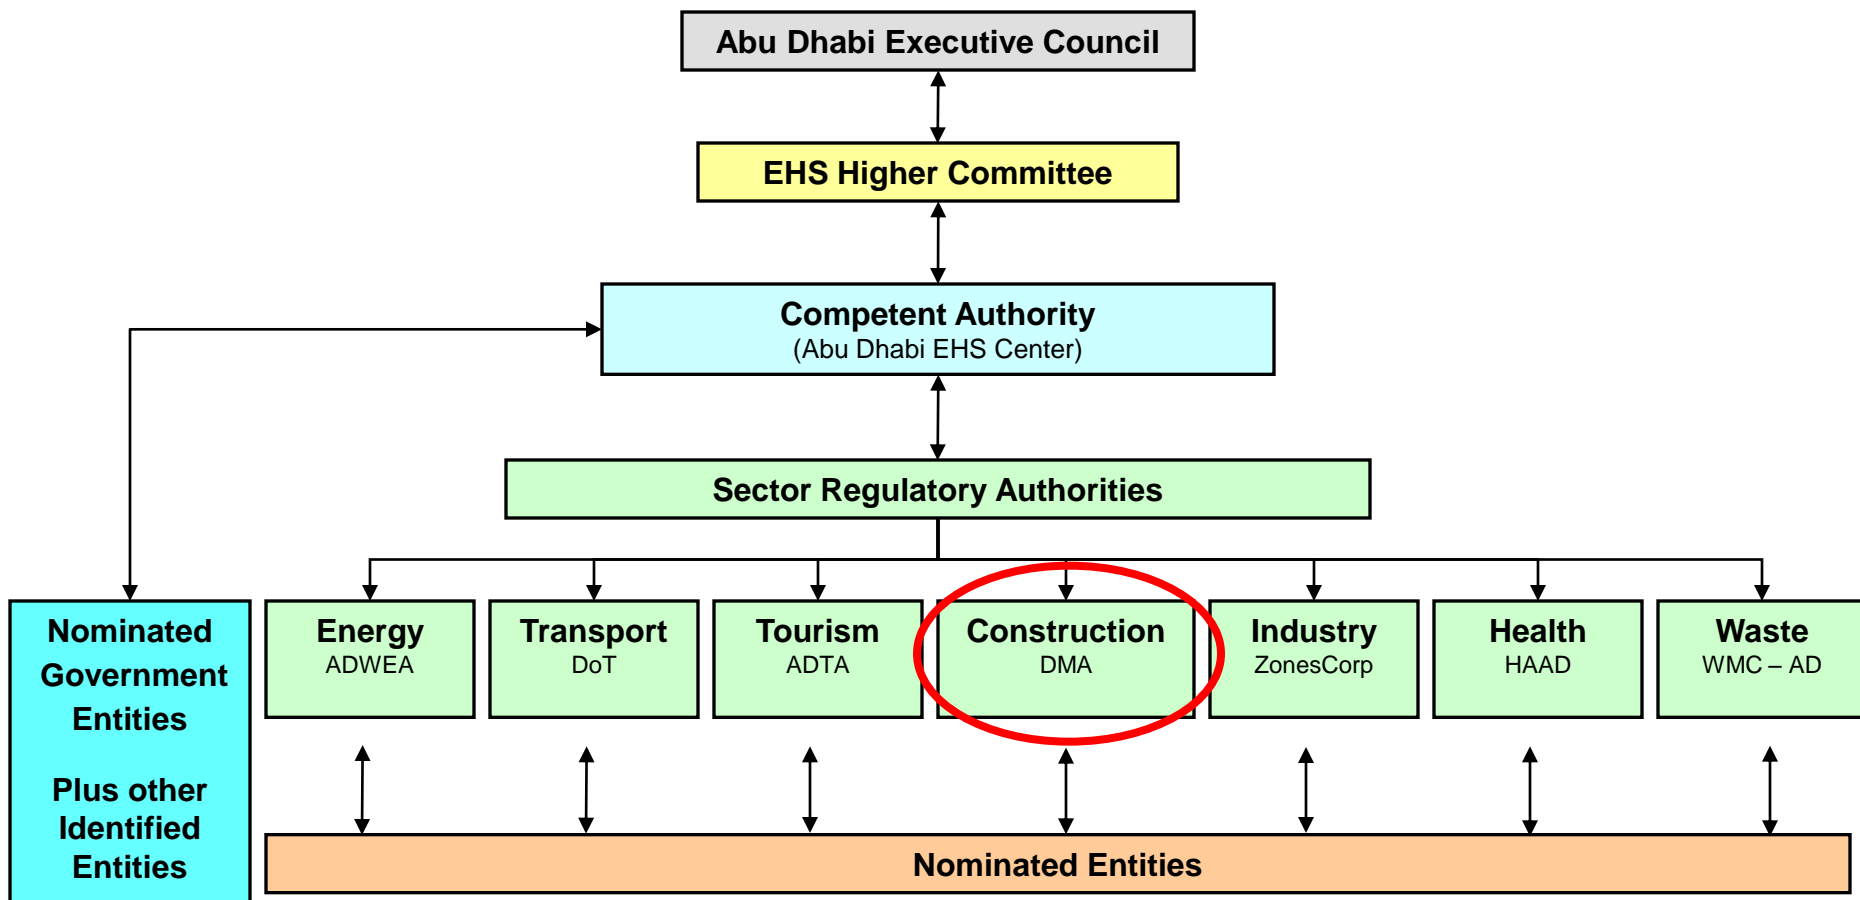 Abu Dhabi Executive Council
EHS Higher Committee
Competent Authority
(Abu Dhabi EHS Center)
Sector Regulatory Authorities
Nominated
Government
Entities
Plus other
Identified
Entities
Energy
ADWEA
Transport
DoT
Tourism
ADTA
Construction
DMA
Industry
ZonesCorp
Health
HAAD
Waste
WMC – AD
Nominated Entities